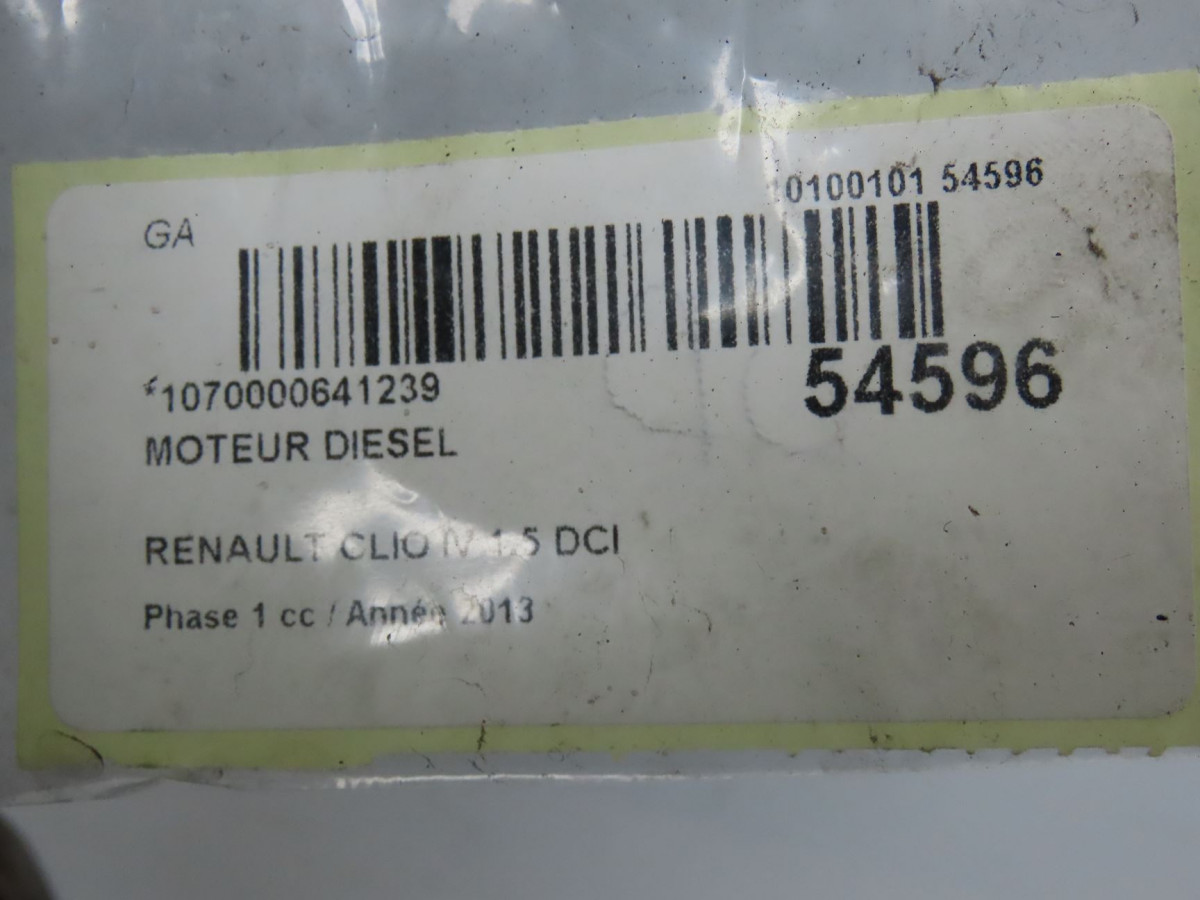 0100101 54596
GA
*1070000641239
54596
MOTEUR DIESEL
RENAULT CLIO IV 1.5 DCI
Phase 1 cc / Année 2013